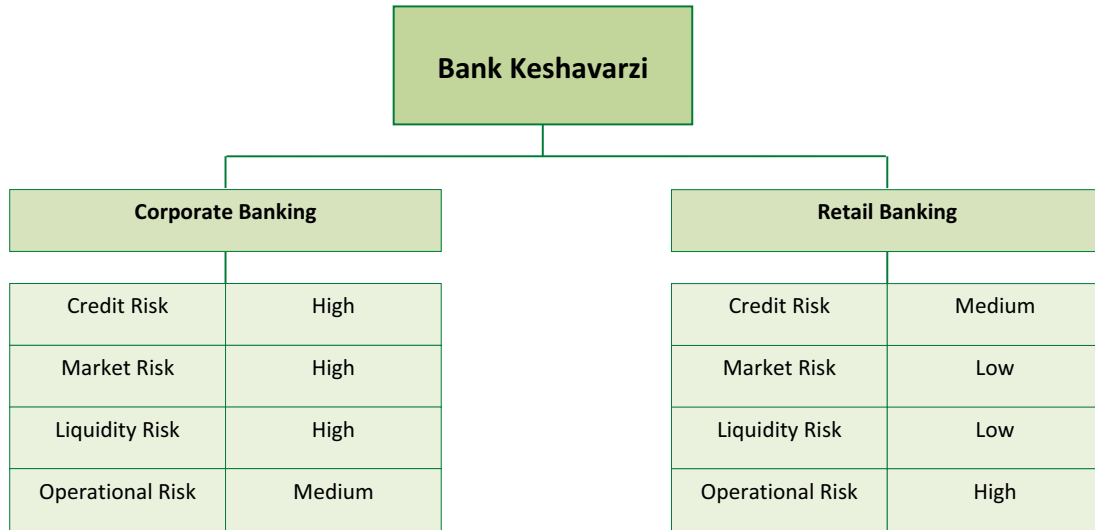 Bank Keshavarzi
Corporate Banking
Credit Risk High
Market Risk High
Liquidity Risk High
Operational Risk Medium
Retail Banking
Credit Risk Medium
Market Risk Low
Liquidity Risk Low
Operational Risk High